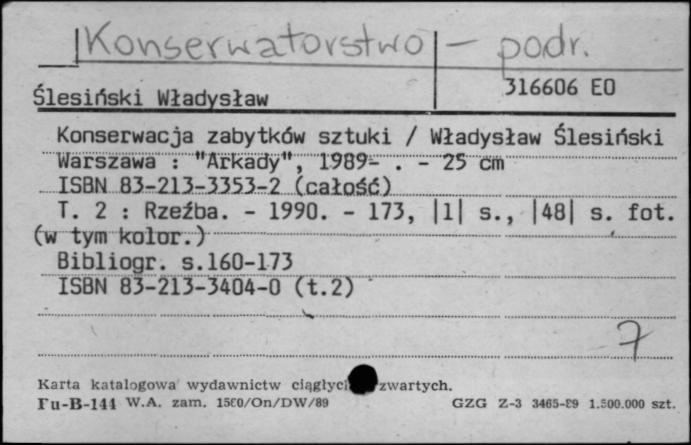 Konserwatorstwo - podr.
316606 EO
Ślesiński Władysław
Konserwacja zabytków sztuki / Władysław Ślesiński
Warszawa : "Arkady", 1989- . - 25 cm
ISBN 83-213-3353-2 (całość)
T. 2 : Rzeźba. - 1990. - 173, |1| s., |48| s. fot.
(w tym kolor.)
Bibliogr. s.160-173
ISBN 83-213-3404-0 (t.2)
7
Karta katalogowa wydawnictw zwartych.
Fu-B-144 W.A. zam. 1580/On/DW/89 GZG Z-3 3465-89 1.500.000 szt.